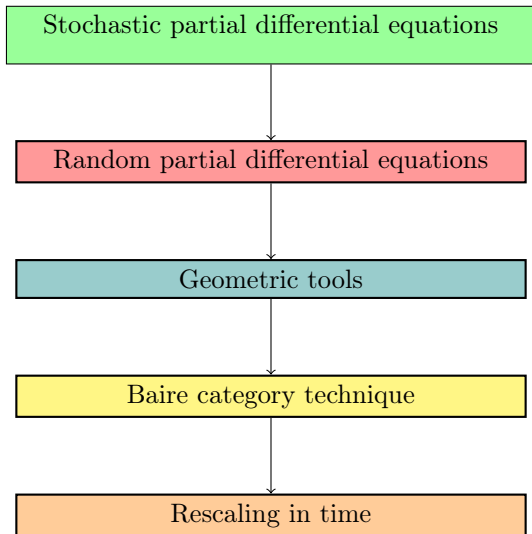 Stochastic partial differential equations
Random partial differential equations
Geometric tools
Baire category technique
Rescaling in time